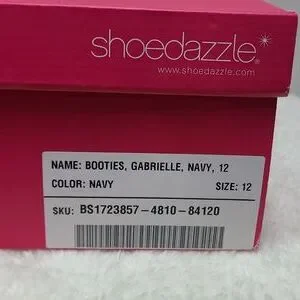 shoedazzle*
www.shoedazzle.com
NAME: BOOTIES, GABRIELLE, NAVY, 12
COLOR: NAVY SIZE: 12
SKU: BS1723857-4810-84120